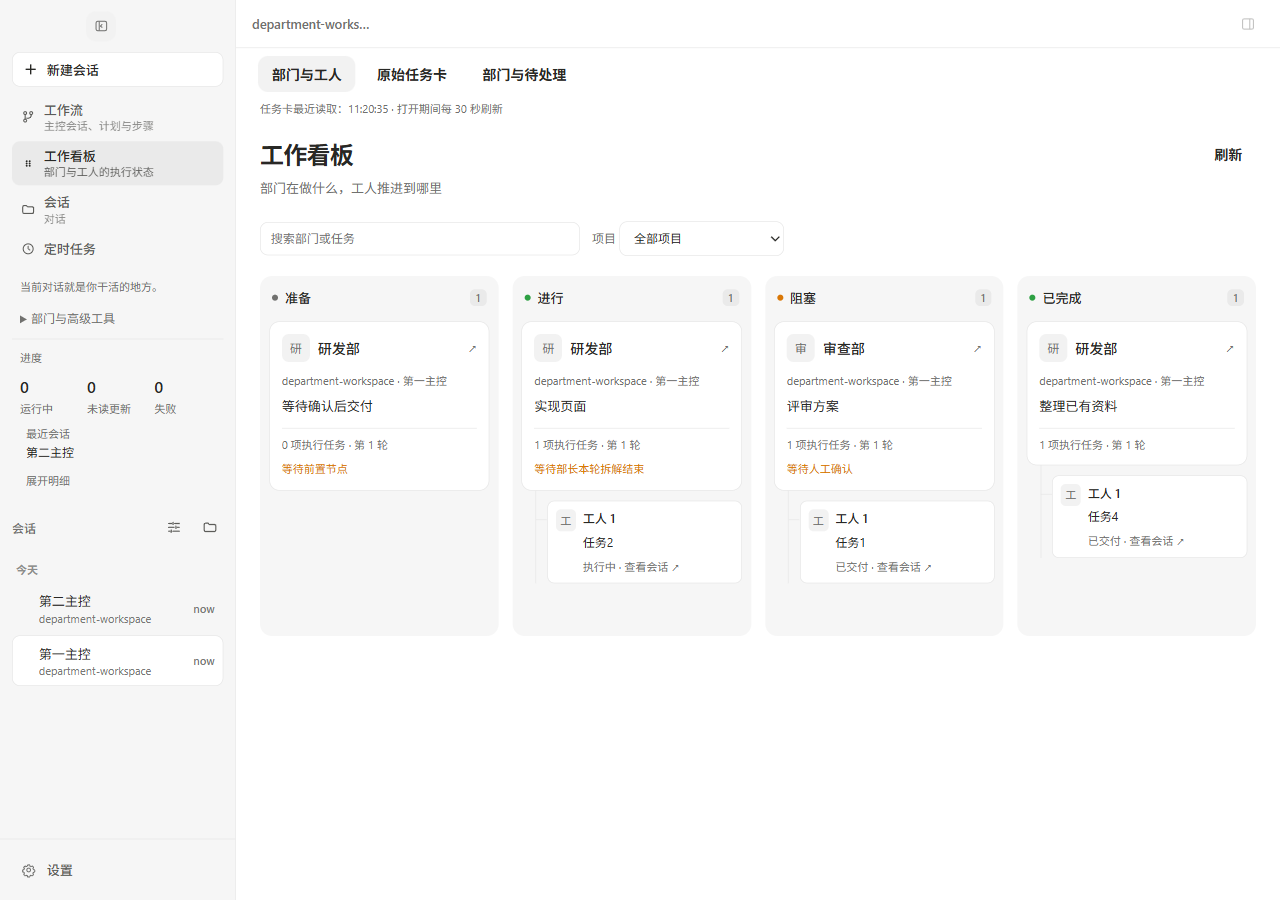 新建会话
工作流
主控会话、计划与步骤
工作看板
部门与工人的执行状态
会话
对话
定时任务
当前对话就是你干活的地方。
▶ 部门与高级工具
进度
0 0 0
运行中 未读更新 失败
最近会话
第二主控
展开明细
会话
今天
第二主控
department-workspace
now
第一主控
department-workspace
now
设置
department-works...
部门与工人 原始任务卡 部门与待处理
任务卡最近读取：11:20:35 · 打开期间每 30 秒刷新
工作看板
刷新
部门在做什么，工人推进到哪里
搜索部门或任务 项目 全部项目
准备 1
研 研发部 ↗
department-workspace · 第一主控
等待确认后交付
0 项执行任务 · 第 1 轮
等待前置节点
进行 1
研 研发部 ↗
department-workspace · 第一主控
实现页面
1 项执行任务 · 第 1 轮
等待部长本轮拆解结束
工 工人 1
任务2
执行中 · 查看会话 ↗
阻塞 1
审 审查部 ↗
department-workspace · 第一主控
评审方案
1 项执行任务 · 第 1 轮
等待人工确认
工 工人 1
任务1
已交付 · 查看会话 ↗
已完成 1
研 研发部 ↗
department-workspace · 第一主控
整理已有资料
1 项执行任务 · 第 1 轮
工 工人 1
任务4
已交付 · 查看会话 ↗